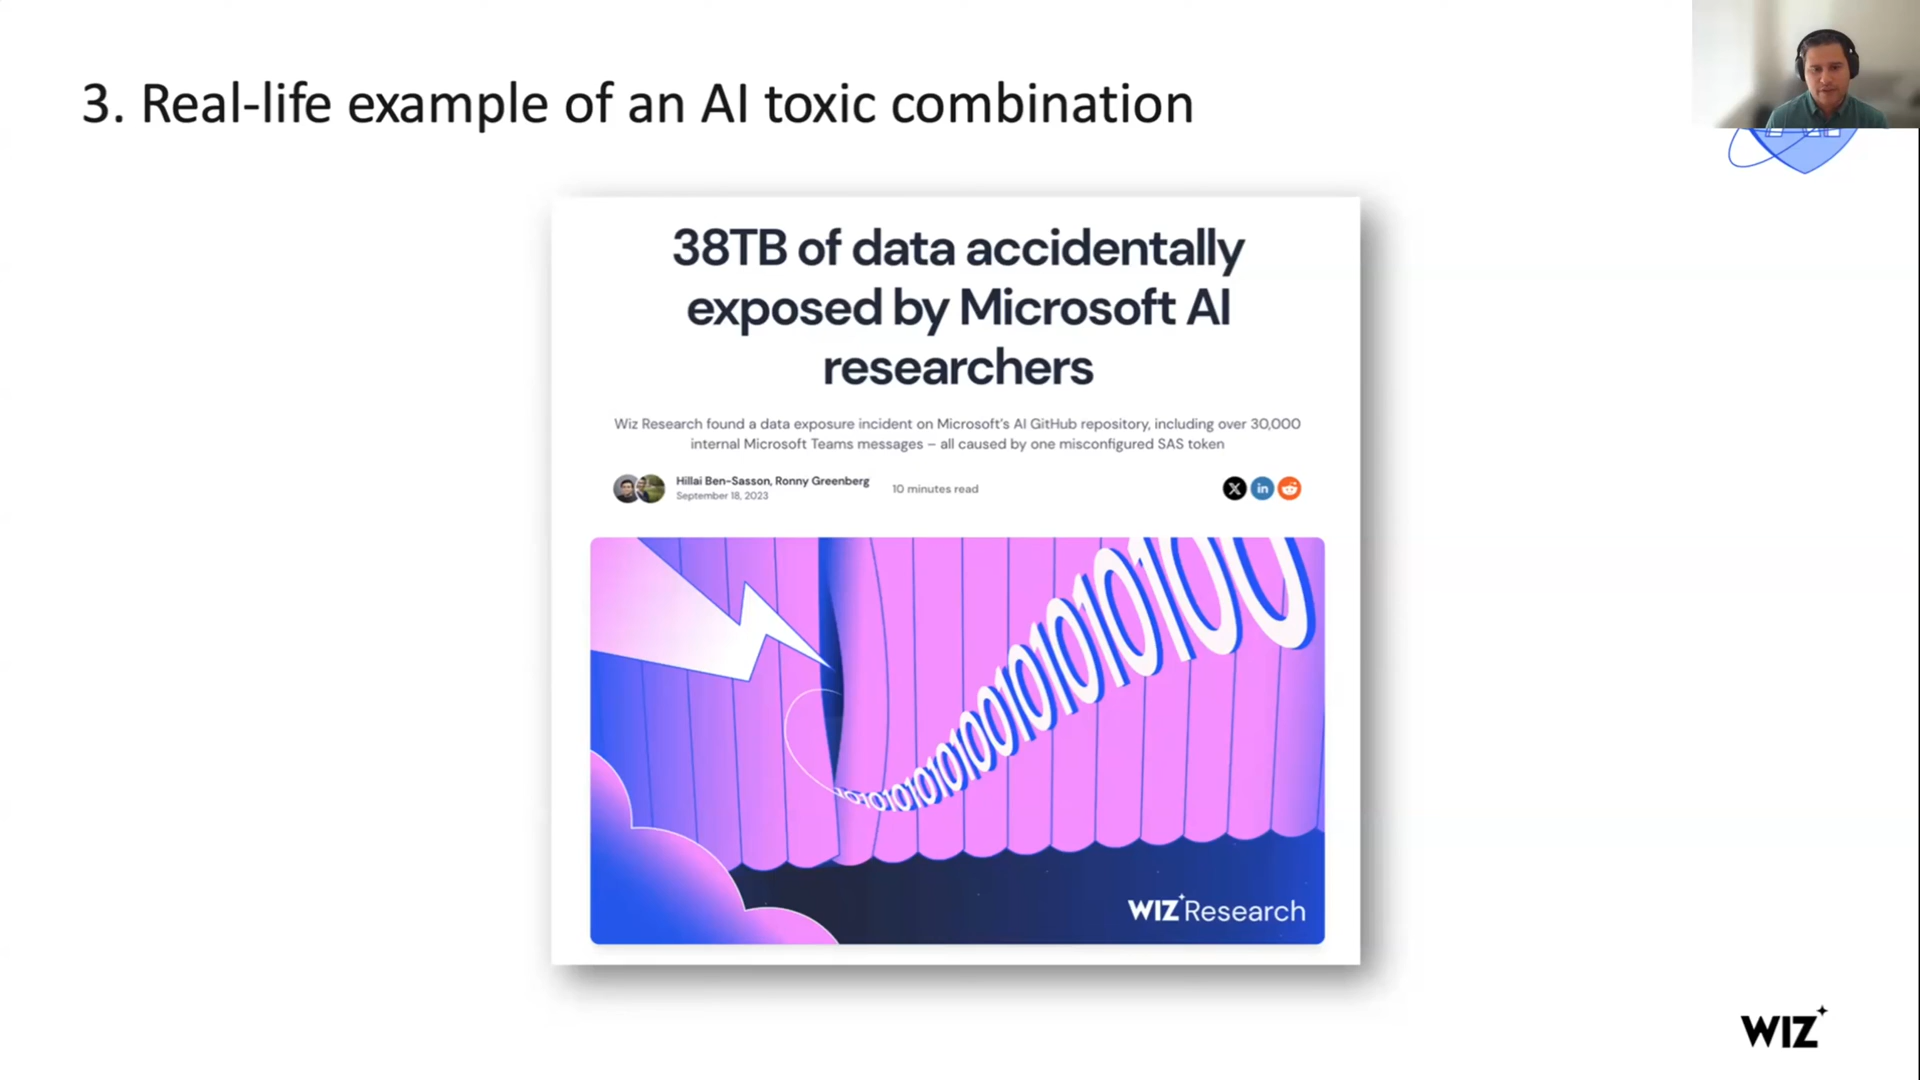 3. Real-life example of an AI toxic combination
38TB of data accidentally
exposed by Microsoft AI
researchers
Wiz Research found a data exposure incident on Microsoft's AI GitHub repository, including over 30,000
internal Microsoft Teams messages – all caused by one misconfigured SAS token
Hillai Ben-Sasson, Ronny Greenberg
September 18, 2023
10 minutes read
X
in
010101010100101010101100
WIZ Research
WIZ